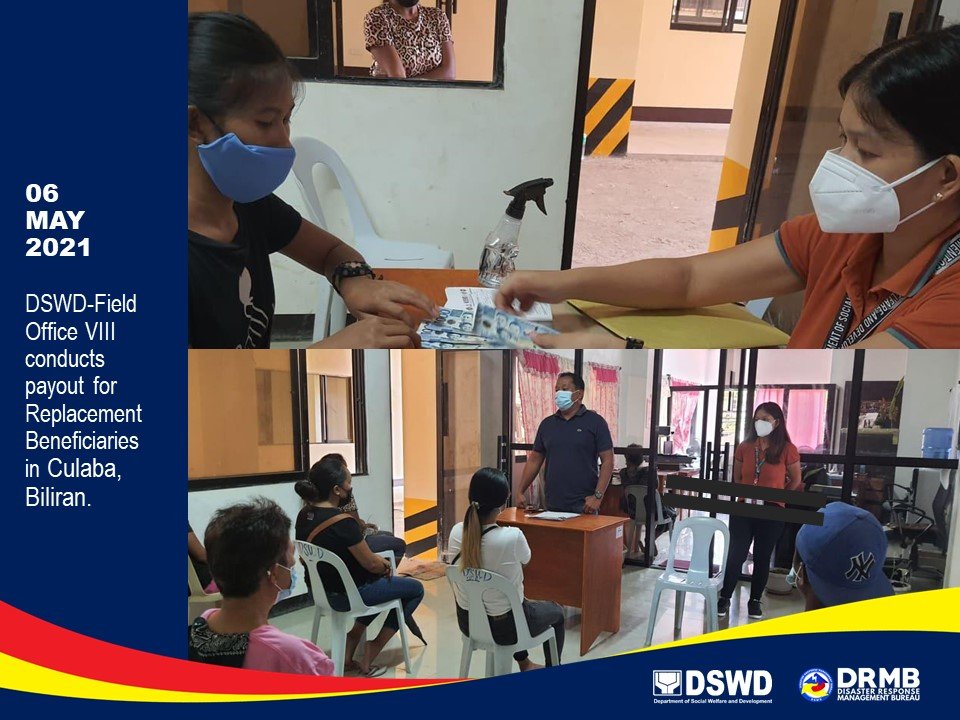 06
MAY
2021
DSWD-Field
Office VIII
conducts
payout for
Replacement
Beneficiaries
in Culaba,
Biliran.
DSWD
Department of Social Welfare and Development
DRMB
DISASTER RESPONSE
MANAGEMENT BUREAU